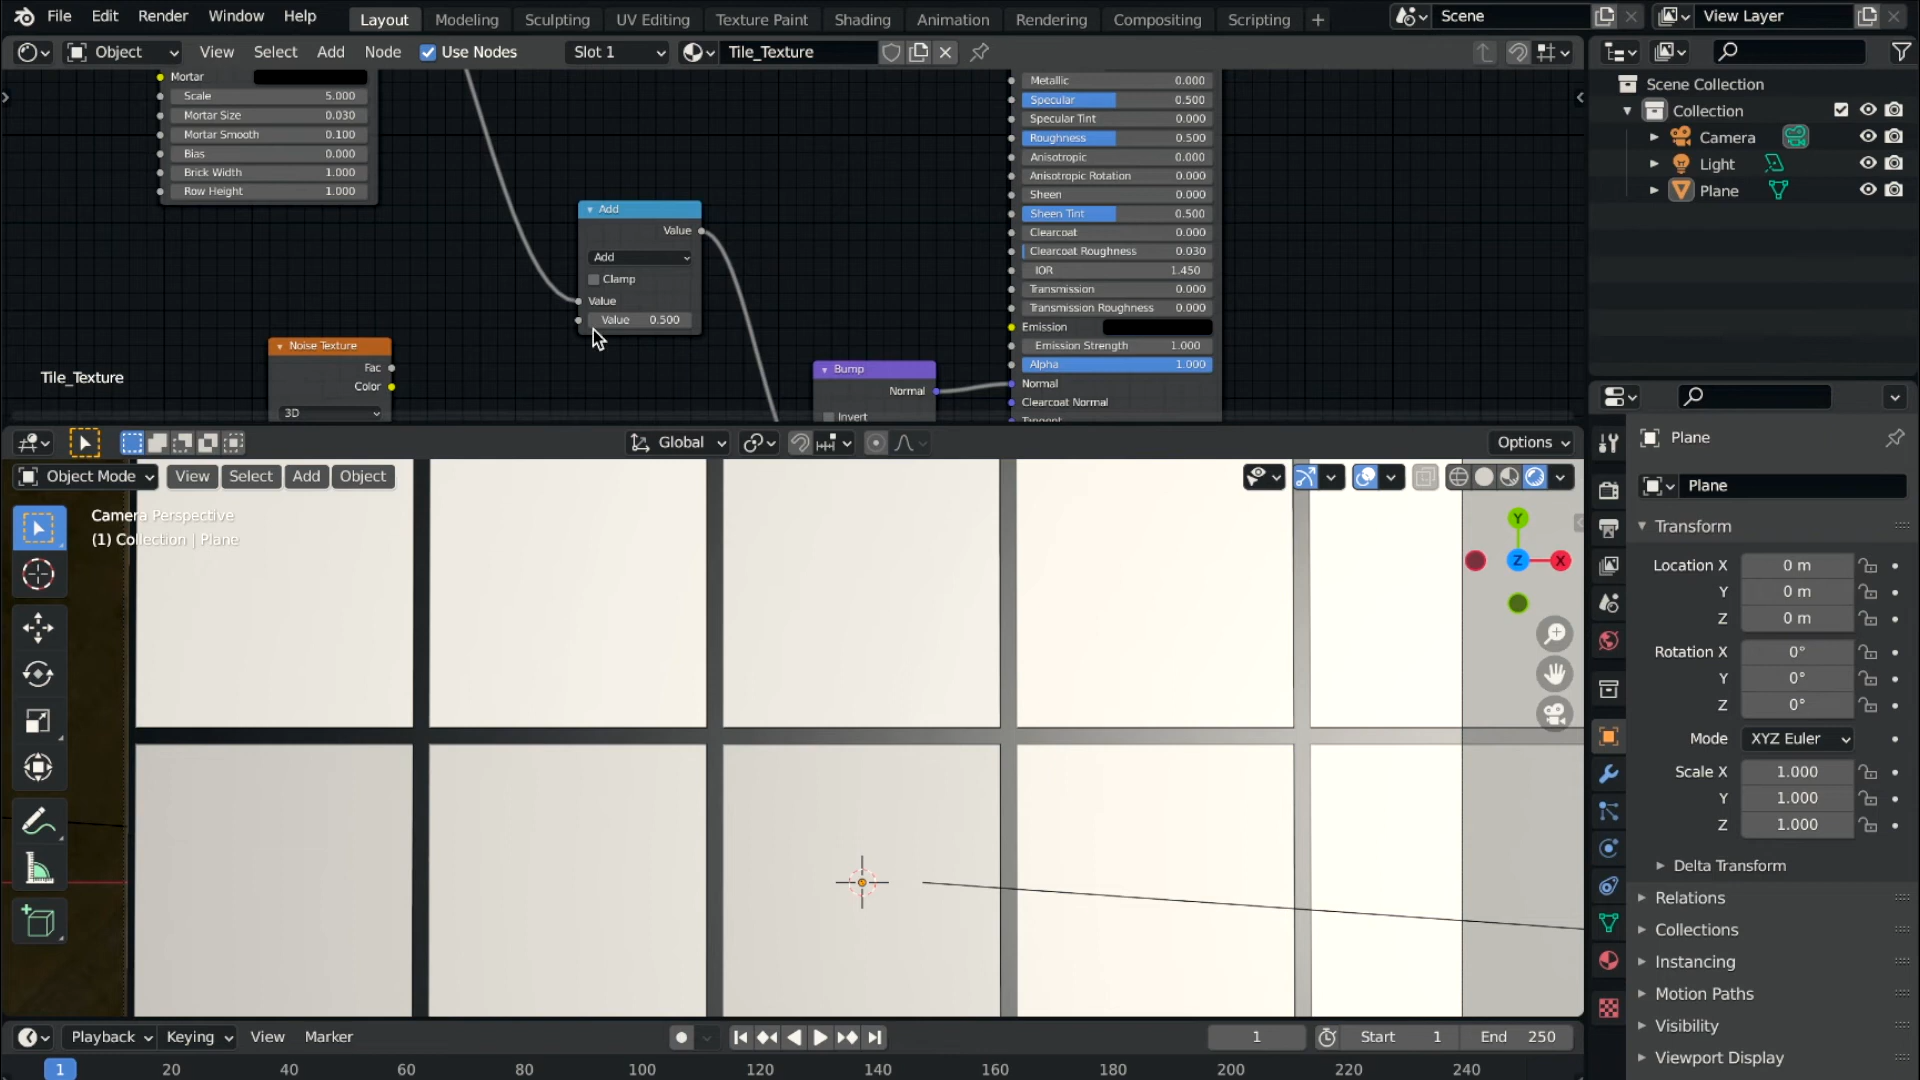 File Edit Render Window Help Layout Modeling Sculpting UV Editing Texture Paint Shading Animation Rendering Compositing Scripting + Scene View Layer
Object View Select Add Node Use Nodes Slot 1 Tile_Texture
Mortar
Scale 5.000
Mortar Size 0.030
Mortar Smooth 0.100
Bias 0.000
Brick Width 1.000
Row Height 1.000
Add
Value
Add
Clamp
Value
Value 0.500
Noise Texture
Fac
Color
3D
Tile_Texture
Bump
Normal
Invert
Metallic 0.000
Specular 0.500
Specular Tint 0.000
Roughness 0.500
Anisotropic 0.000
Anisotropic Rotation 0.000
Sheen 0.000
Sheen Tint 0.500
Clearcoat 0.000
Clearcoat Roughness 0.030
IOR 1.450
Transmission 0.000
Transmission Roughness 0.000
Emission
Emission Strength 1.000
Alpha 1.000
Normal
Clearcoat Normal
Tangent
Scene Collection
Collection
Camera
Light
Plane
Global Options
Object Mode View Select Add Object
Camera Perspective
(1) Collection | Plane
Y
Z X
Plane
Plane
Transform
Location X 0 m
Y 0 m
Z 0 m
Rotation X 0°
Y 0°
Z 0°
Mode XYZ Euler
Scale X 1.000
Y 1.000
Z 1.000
Delta Transform
Relations
Collections
Instancing
Motion Paths
Visibility
Viewport Display
Playback Keying View Marker 1 Start 1 End 250
1 20 40 60 80 100 120 140 160 180 200 220 240